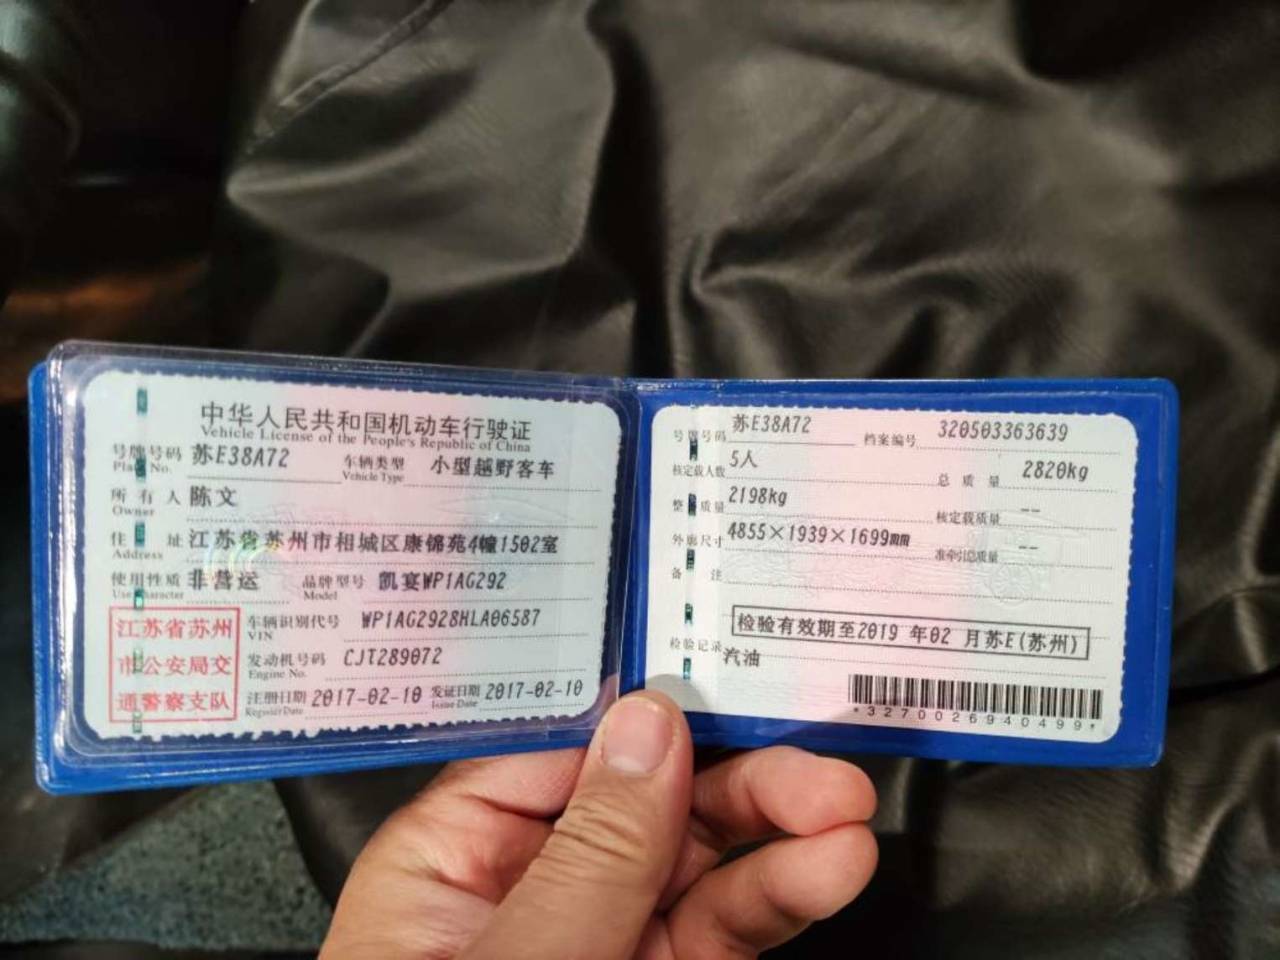 中华人民共和国机动车行驶证
Vehicle License of the People's Republic of China
号牌号码 苏E38A72 车辆类型 小型越野客车
Plate No. Vehicle Type
所有人 陈文
Owner
住址 江苏省苏州市相城区康锦苑4幢1502室
Address
使用性质 非营运 品牌型号 凯宴WP1AG292
Use Character Model
江苏省苏州
市公安局交
通警察支队
车辆识别代号 WP1AG2928HLA06587
VIN
发动机号码 CJT289072
Engine No.
注册日期 2017-02-10 发证日期 2017-02-10
Register Date Issue Date
号牌号码 苏E38A72 档案编号 320503363639
核定载人数 5人 总质量 2820kg
整备质量 2198kg 核定载质量 --
外廓尺寸 4855×1939×1699mm 准牵引总质量 --
备注
检验记录 检验有效期至2019 年02 月苏E(苏州)
汽油
*3270026940499*